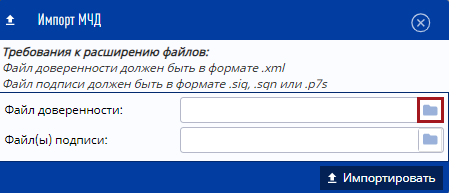 Импорт МЧД
Требования к расширению файлов:
Файл доверенности должен быть в формате .xml
Файл подписи должен быть в формате .sig, .sqn или .p7s
Файл доверенности:
Файл(ы) подписи:
Импортировать